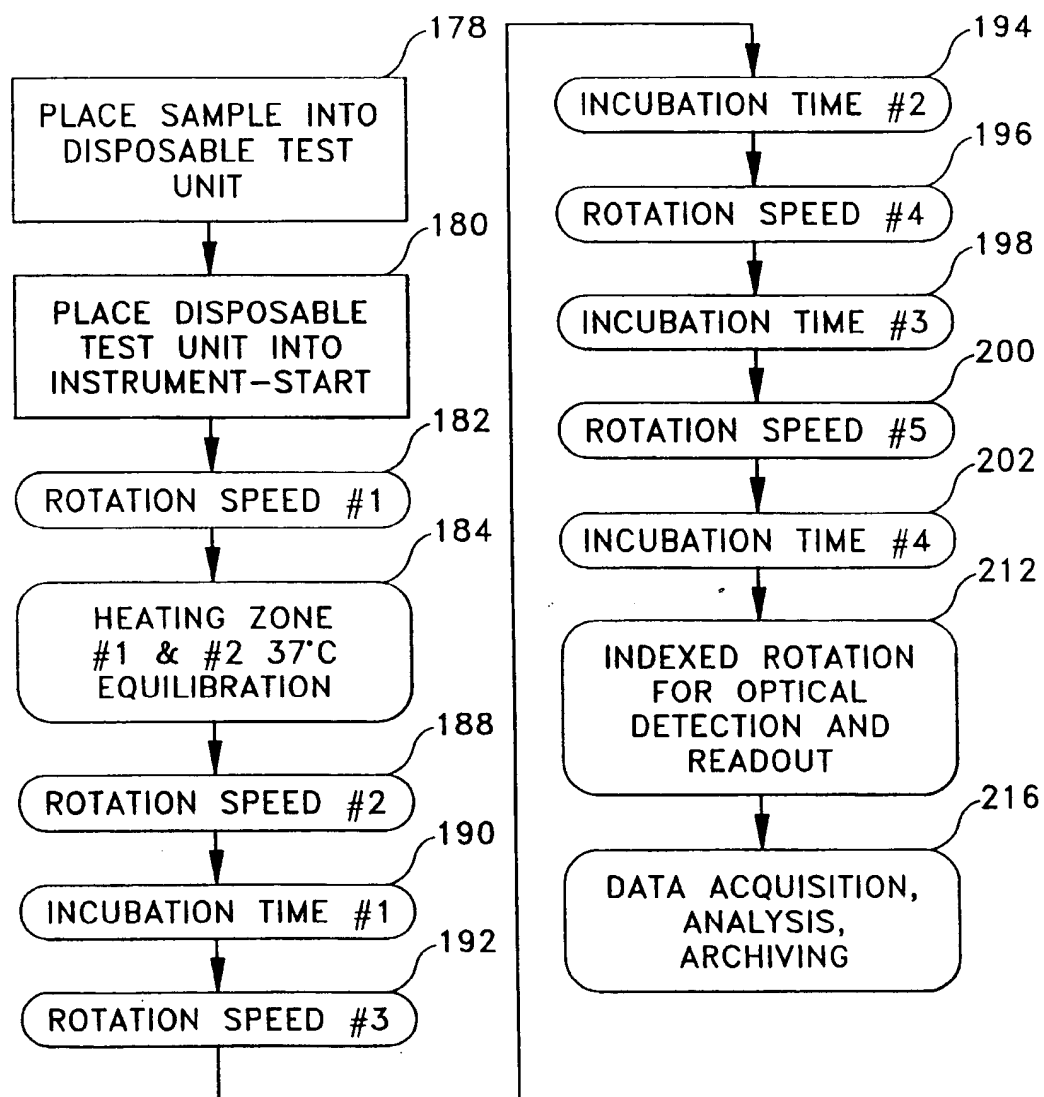 178
PLACE SAMPLE INTO
DISPOSABLE TEST
UNIT
180
PLACE DISPOSABLE
TEST UNIT INTO
INSTRUMENT-START
182
ROTATION SPEED #1
184
HEATING ZONE
#1 & #2 37°C
EQUILIBRATION
188
ROTATION SPEED #2
190
INCUBATION TIME #1
192
ROTATION SPEED #3
194
INCUBATION TIME #2
196
ROTATION SPEED #4
198
INCUBATION TIME #3
200
ROTATION SPEED #5
202
INCUBATION TIME #4
212
INDEXED ROTATION
FOR OPTICAL
DETECTION AND
READOUT
216
DATA ACQUISITION,
ANALYSIS,
ARCHIVING